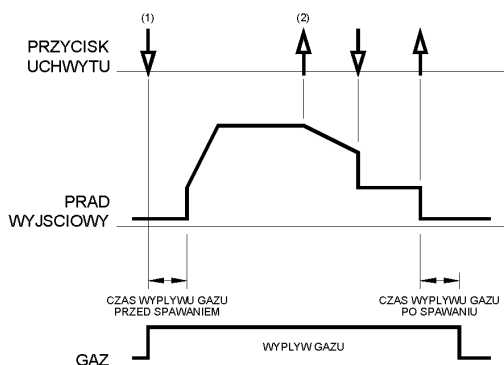 (1)
(2)
PRZYCISK
UCHWYTU
PRAD
WYJSCIOWY
CZAS WYPLYWU GAZU
PRZED SPAWANIEM
CZAS WYPLYWU GAZU
PO SPAWANIU
WYPLYW GAZU
GAZ